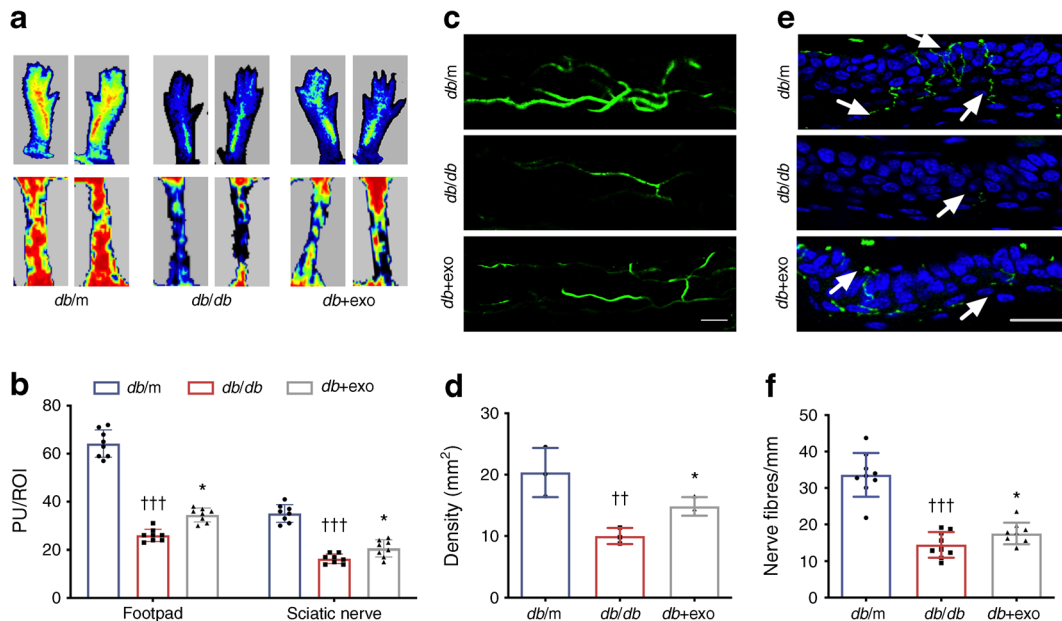 a
db/m
db/db
db+exo
b
db/m
db/db
db+exo
PU/ROI
80
60
40
20
0
†††
*
†††
*
Footpad
Sciatic nerve
c
db/m
db/db
db+exo
d
Density (mm²)
30
20
10
0
††
*
db/m
db/db
db+exo
e
db/m
db/db
db+exo
f
Nerve fibres/mm
50
40
30
20
10
0
†††
*
db/m
db/db
db+exo